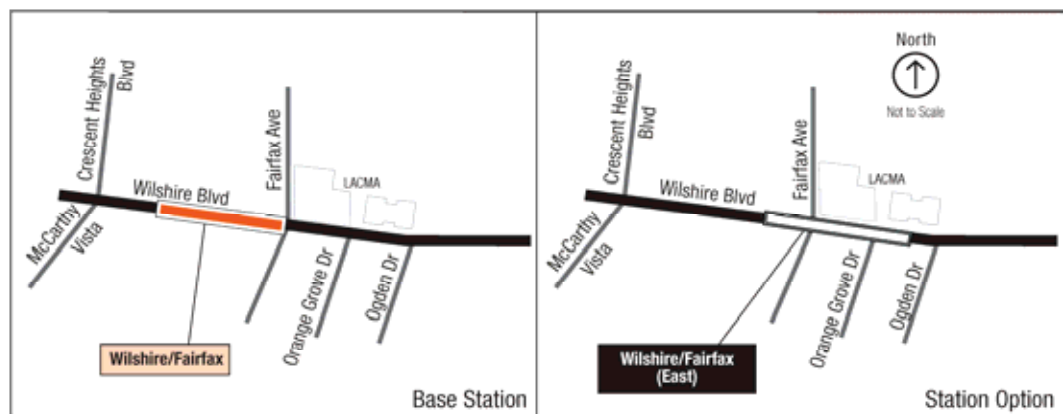 Crescent Heights
Blvd
Fairfax Ave
Wilshire Blvd
LACMA
McCarthy
Vista
Orange Grove Dr
Ogden Dr
Wilshire/Fairfax
Base Station
North
Not to Scale
Crescent Heights
Blvd
Fairfax Ave
Wilshire Blvd
LACMA
McCarthy
Vista
Orange Grove Dr
Ogden Dr
Wilshire/Fairfax
(East)
Station Option